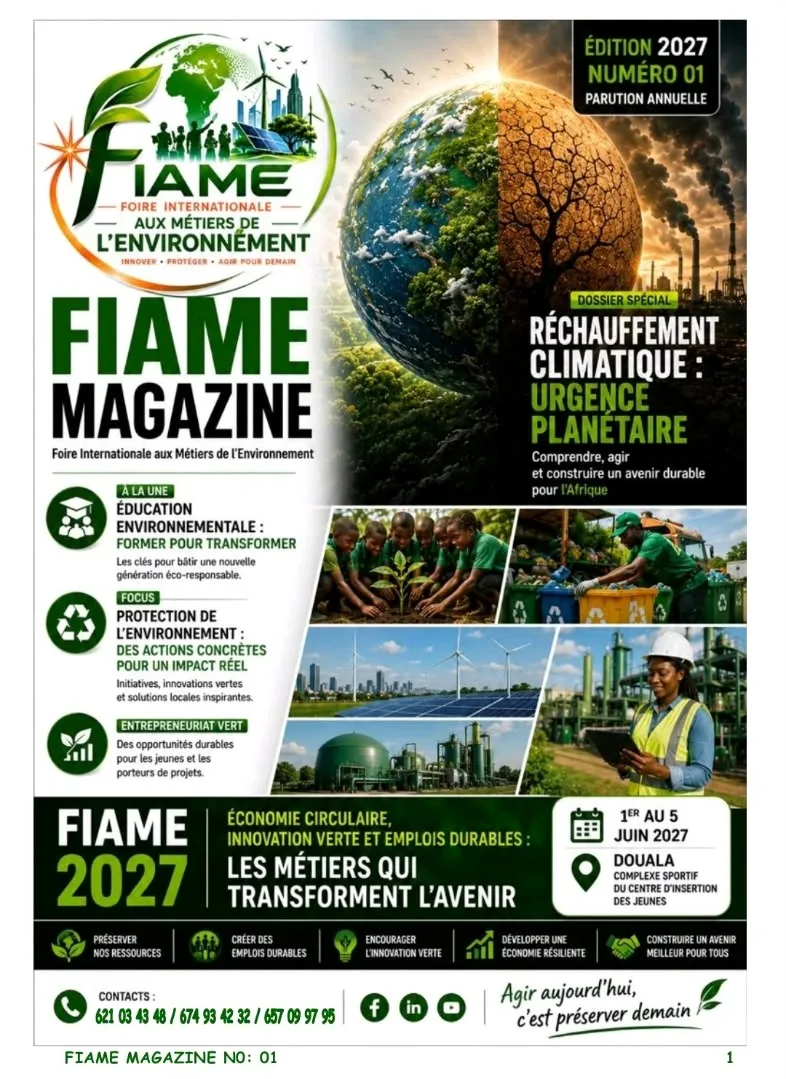 FIAME
FOIRE INTERNATIONALE
AUX MÉTIERS DE
L'ENVIRONNEMENT
INNOVER • PROTÉGER • AGIR POUR DEMAIN
ÉDITION 2027
NUMÉRO 01
PARUTION ANNUELLE
FIAME
MAGAZINE
Foire Internationale aux Métiers de l'Environnement
DOSSIER SPÉCIAL
RÉCHAUFFEMENT
CLIMATIQUE :
URGENCE
PLANÉTAIRE
Comprendre, agir
et construire un avenir durable
pour l'Afrique
À LA UNE
ÉDUCATION
ENVIRONNEMENTALE :
FORMER POUR TRANSFORMER
Les clés pour bâtir une nouvelle
génération éco-responsable.
FOCUS
PROTECTION DE
L'ENVIRONNEMENT :
DES ACTIONS CONCRÈTES
POUR UN IMPACT RÉEL
Initiatives, innovations vertes
et solutions locales inspirantes.
ENTREPRENEURIAT VERT
Des opportunités durables
pour les jeunes et les
porteurs de projets.
FIAME
2027
ÉCONOMIE CIRCULAIRE,
INNOVATION VERTE ET EMPLOIS DURABLES :
LES MÉTIERS QUI
TRANSFORMENT L'AVENIR
1ER AU 5
JUIN 2027
DOUALA
COMPLEXE SPORTIF
DU CENTRE D'INSERTION
DES JEUNES
PRÉSERVER
NOS RESSOURCES
CRÉER DES
EMPLOIS DURABLES
ENCOURAGER
L'INNOVATION VERTE
DÉVELOPPER UNE
ÉCONOMIE RÉSILIENTE
CONSTRUIRE UN AVENIR
MEILLEUR POUR TOUS
CONTACTS :
621 03 43 48 / 674 93 42 32 / 657 09 97 95
Agir aujourd'hui,
c'est préserver demain
FIAME MAGAZINE N0: 01
1